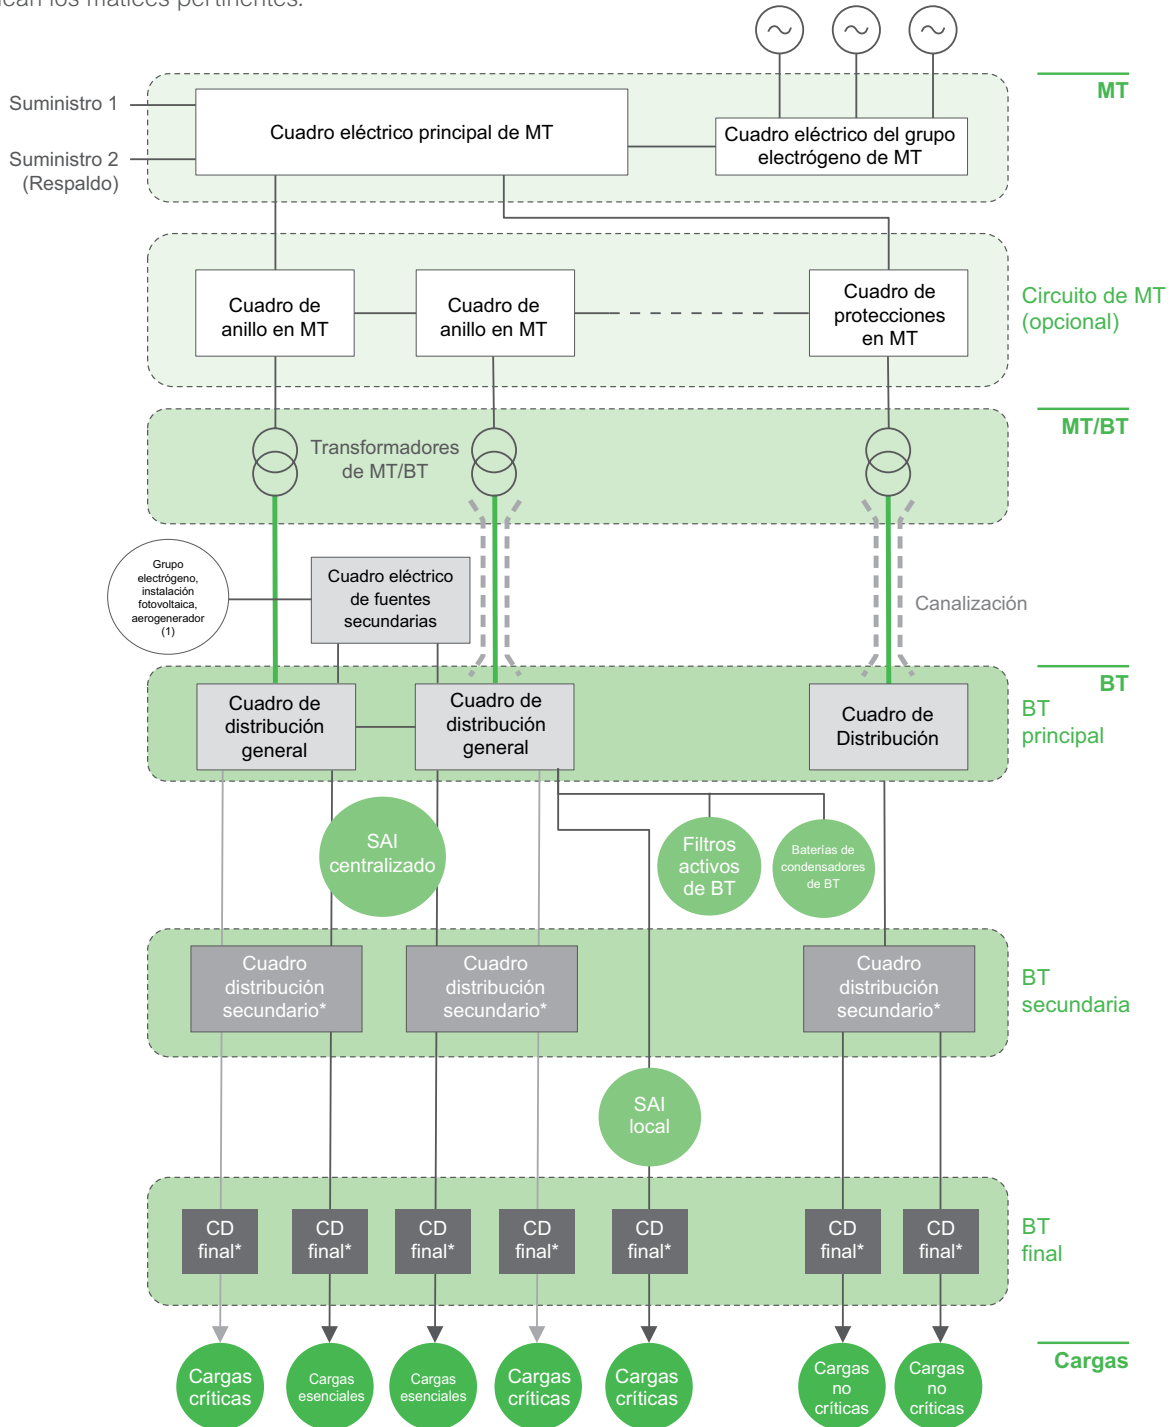 can los matices pertinentes.
MT
Suministro 1
Cuadro eléctrico principal de MT
Cuadro eléctrico del grupo
electrógeno de MT
Suministro 2
(Respaldo)
Cuadro de
anillo en MT
Cuadro de
anillo en MT
Cuadro de
protecciones
en MT
Circuito de MT
(opcional)
MT/BT
Transformadores
de MT/BT
Grupo
electrógeno,
instalación
fotovoltaica,
aerogenerador
(1)
Cuadro eléctrico
de fuentes
secundarias
Canalización
BT
Cuadro de
distribución
general
Cuadro de
distribución
general
Cuadro de
Distribución
BT
principal
SAI
centralizado
Filtros
activos
de BT
Baterías de
condensadores
de BT
Cuadro
distribución
secundario*
Cuadro
distribución
secundario*
Cuadro
distribución
secundario*
BT
secundaria
SAI
local
CD
final*
CD
final*
CD
final*
CD
final*
CD
final*
CD
final*
CD
final*
BT
final
Cargas
Cargas
críticas
Cargas
esenciales
Cargas
esenciales
Cargas
críticas
Cargas
críticas
Cargas
no
críticas
Cargas
no
críticas